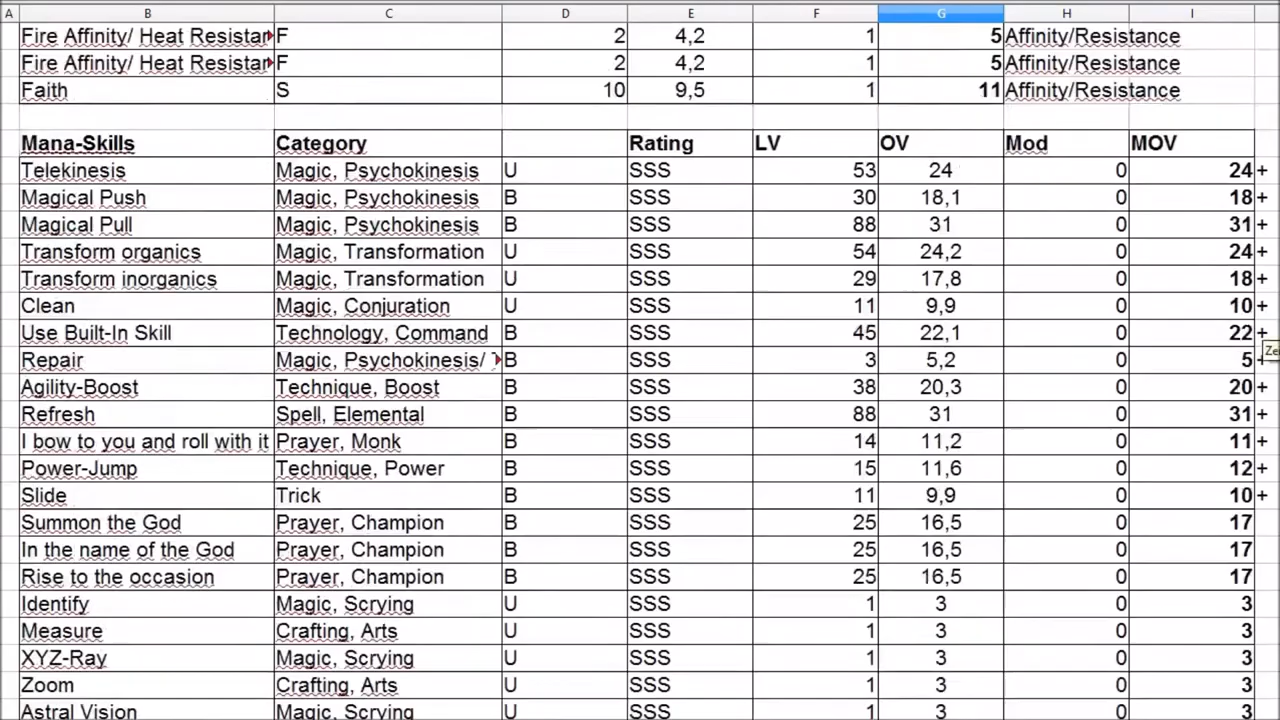 A B C D E F G H I
Fire Affinity/ Heat Resistar F 2 4,2 1 5 Affinity/Resistance
Fire Affinity/ Heat Resistar F 2 4,2 1 5 Affinity/Resistance
Faith S 10 9,5 1 11 Affinity/Resistance
Mana-Skills Category Rating LV OV Mod MOV
Telekinesis Magic, Psychokinesis U SSS 53 24 0 24 +
Magical Push Magic, Psychokinesis B SSS 30 18,1 0 18 +
Magical Pull Magic, Psychokinesis B SSS 88 31 0 31 +
Transform organics Magic, Transformation U SSS 54 24,2 0 24 +
Transform inorganics Magic, Transformation U SSS 29 17,8 0 18 +
Clean Magic, Conjuration U SSS 11 9,9 0 10 +
Use Built-In Skill Technology, Command B SSS 45 22,1 0 22 +
Repair Magic, Psychokinesis/ B SSS 3 5,2 0 5 Ze
Agility-Boost Technique, Boost B SSS 38 20,3 0 20 +
Refresh Spell, Elemental B SSS 88 31 0 31 +
I bow to you and roll with it Prayer, Monk B SSS 14 11,2 0 11 +
Power-Jump Technique, Power B SSS 15 11,6 0 12 +
Slide Trick B SSS 11 9,9 0 10 +
Summon the God Prayer, Champion B SSS 25 16,5 0 17
In the name of the God Prayer, Champion B SSS 25 16,5 0 17
Rise to the occasion Prayer, Champion B SSS 25 16,5 0 17
Identify Magic, Scrying U SSS 1 3 0 3
Measure Crafting, Arts U SSS 1 3 0 3
XYZ-Ray Magic, Scrying U SSS 1 3 0 3
Zoom Crafting, Arts U SSS 1 3 0 3
Astral Vision Magic, Scrying U SSS 1 3 0 3